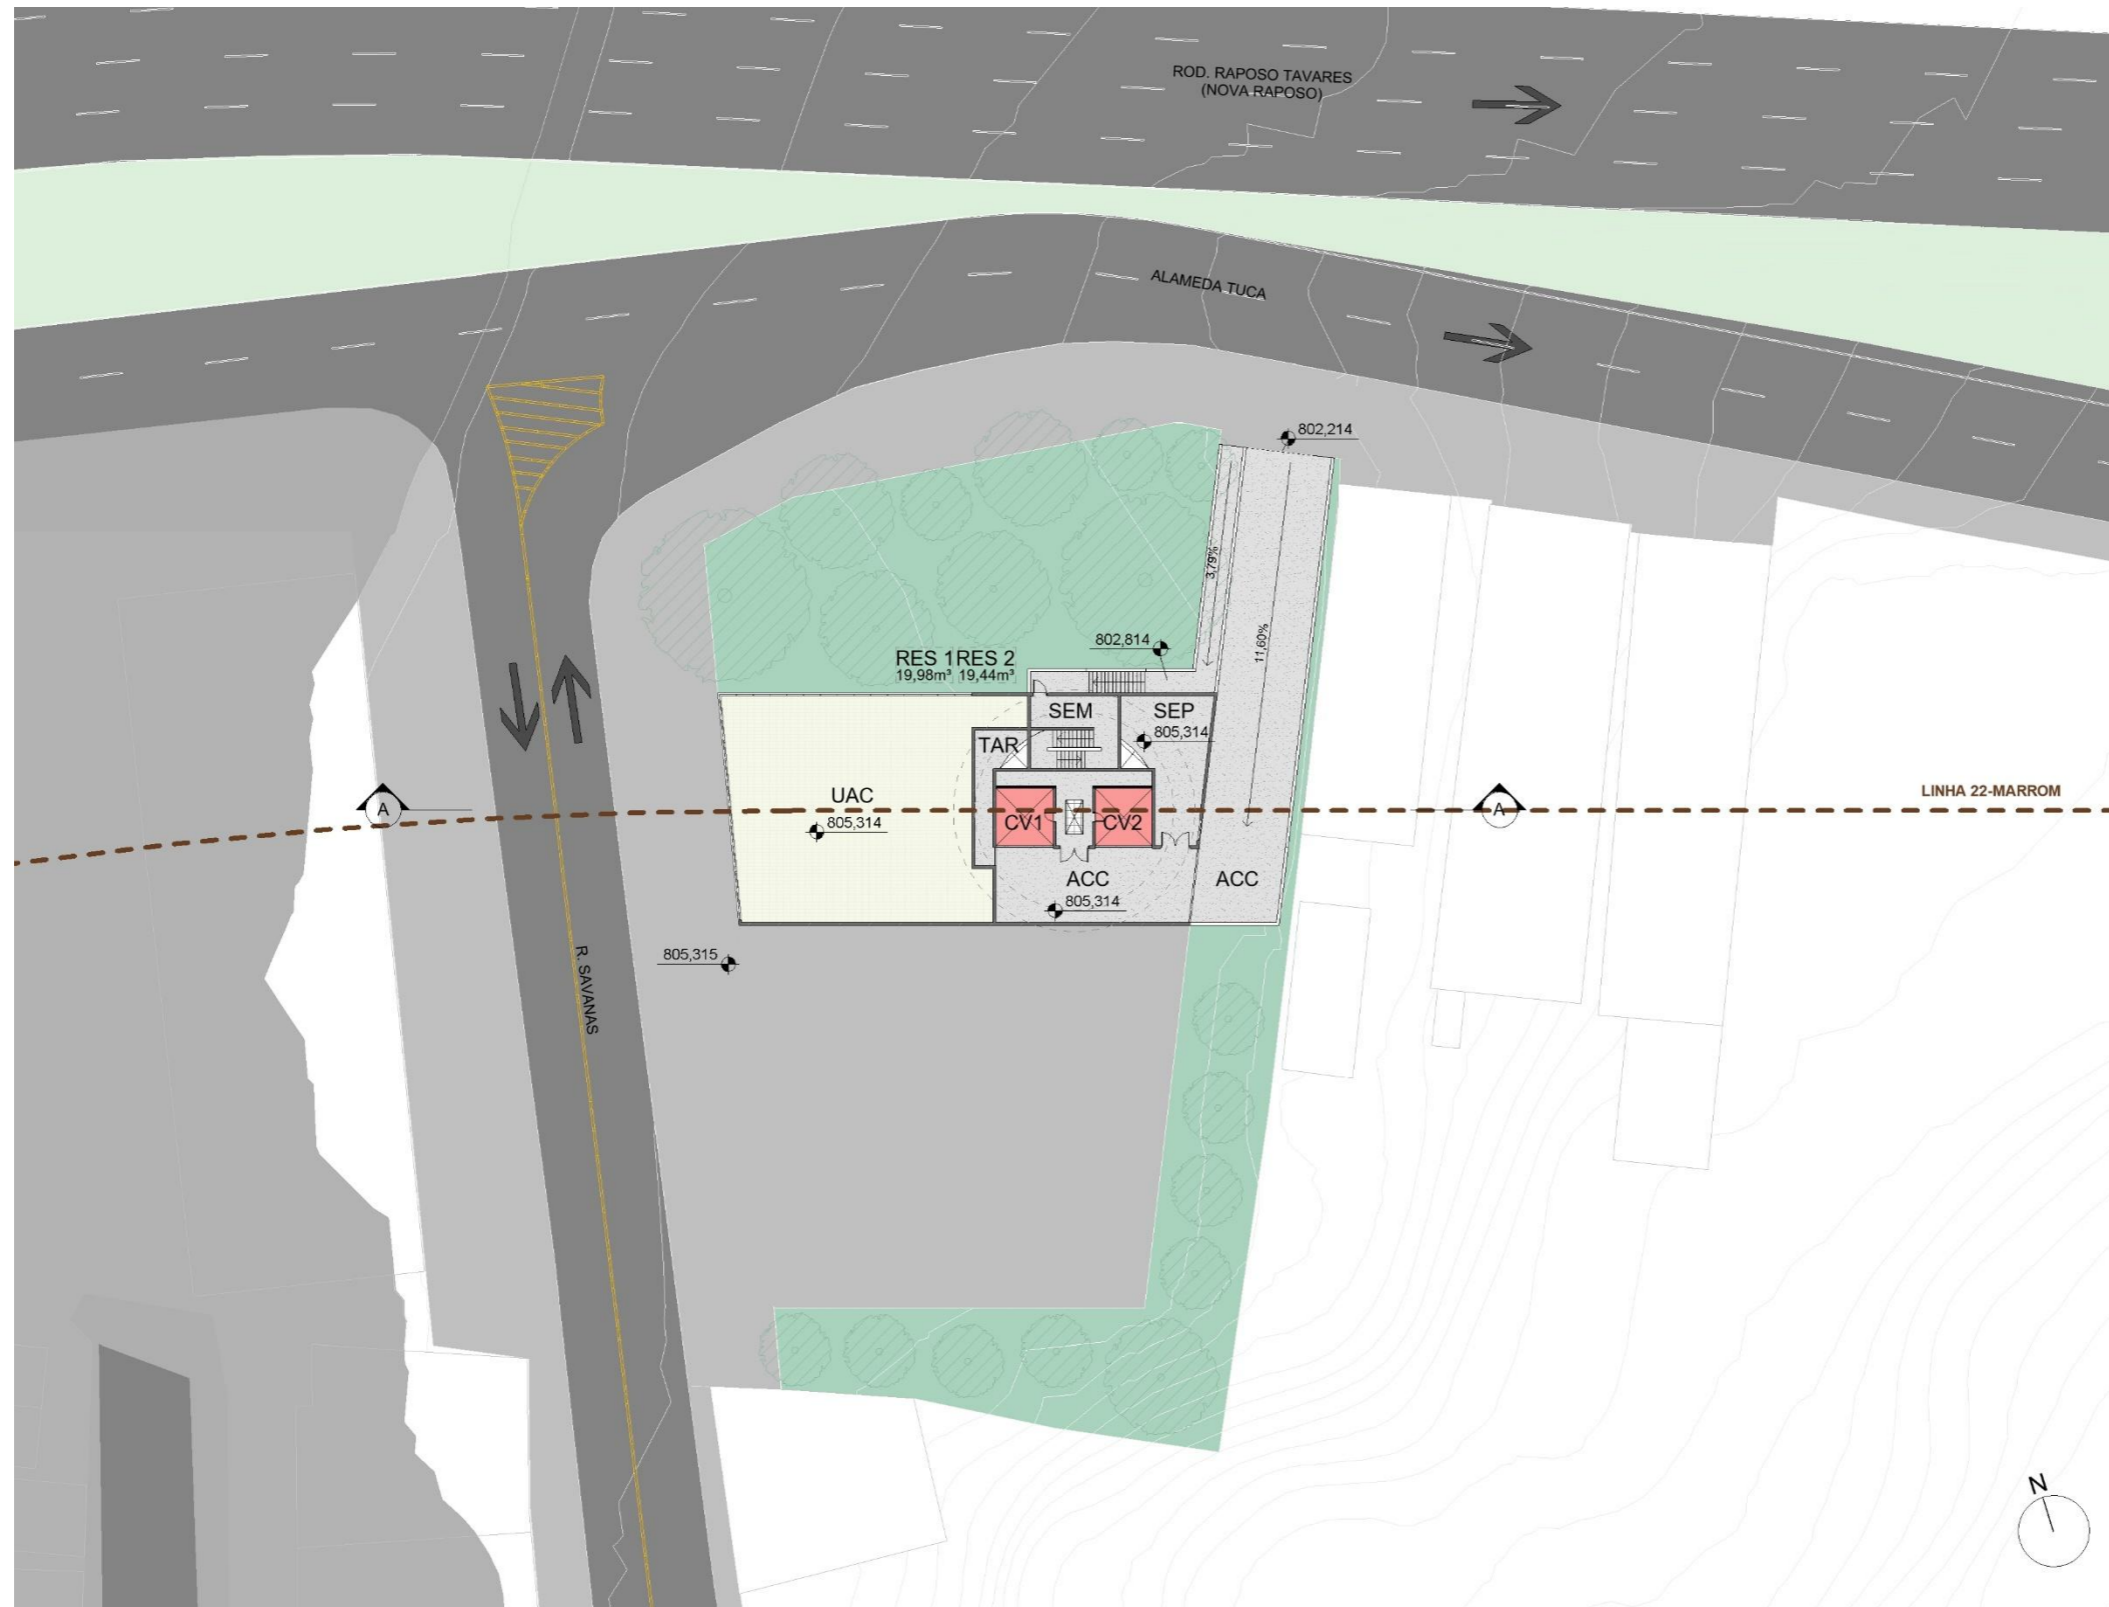 ROD. RAPOSO TAVARES
(NOVA RAPOSO)
ALAMEDA TUCA
802,214
3,79%
11,60%
802,814
RES 1 RES 2
19,98m³ 19,44m³
SEM
SEP
805,314
TAR
UAC
805,314
CV1
CV2
A
A
LINHA 22-MARROM
ACC
805,314
ACC
805,315
R. SAVANAS
N